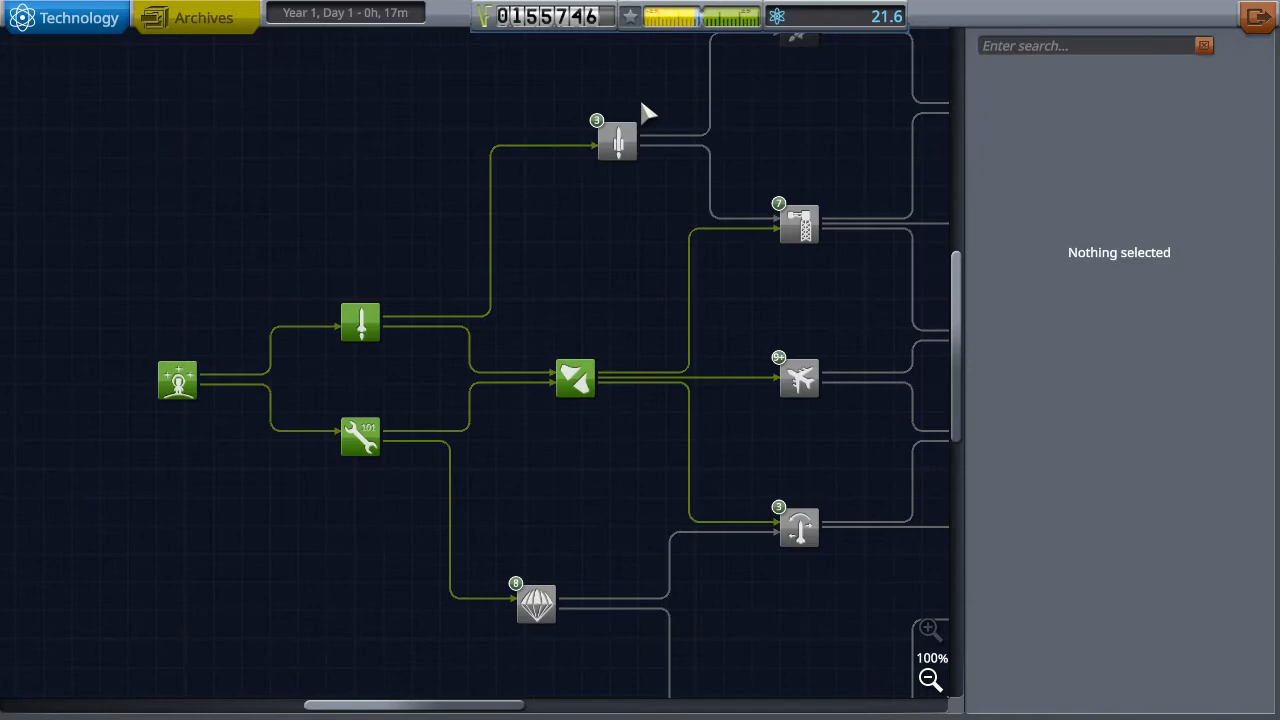 Technology
Archives
Year 1, Day 1 - 0h, 17m
0155746
21.6
Enter search...
3
7
Nothing selected
9+
101
3
8
100%